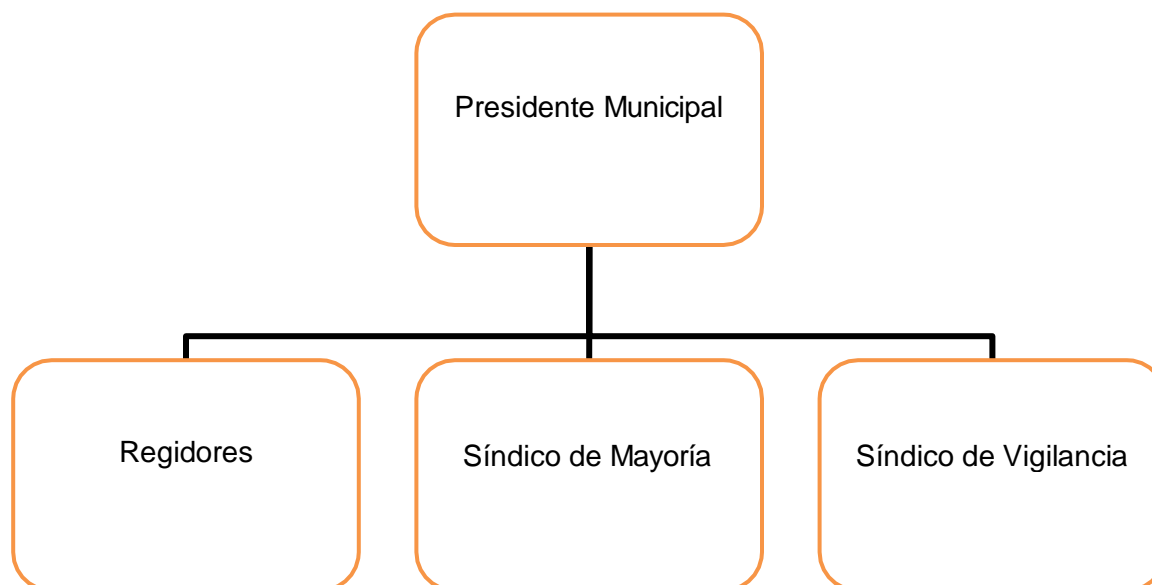 Presidente Municipal
Regidores
Síndico de Mayoría
Síndico de Vigilancia